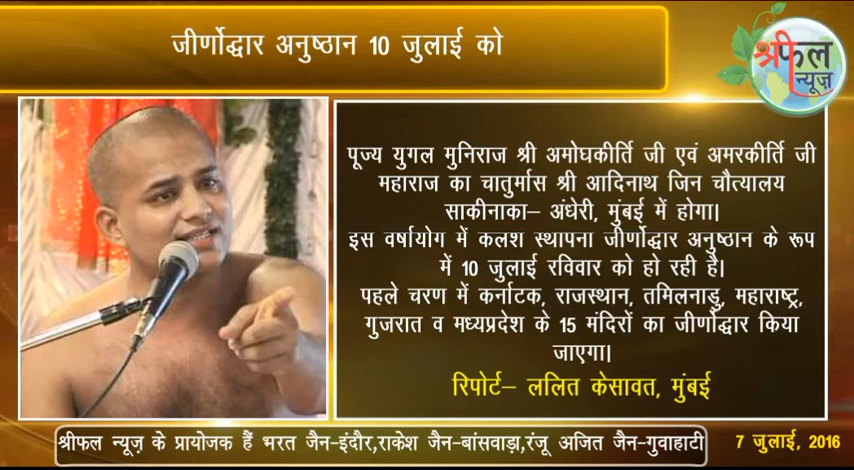 जीर्णोद्धार अनुष्ठान 10 जुलाई को
श्रीफल
न्यूज़
पूज्य युगल मुनिराज श्री अमोघकीर्ति जी एवं अमरकीर्ति जी
महाराज का चातुर्मास श्री आदिनाथ जिन चौत्यालय
साकीनाका– अंधेरी, मुंबई में होगा।
इस वर्षायोग में कलश स्थापना जीर्णोद्धार अनुष्ठान के रूप
में 10 जुलाई रविवार को हो रही है।
पहले चरण में कर्नाटक, राजस्थान, तमिलनाडु, महाराष्ट्र,
गुजरात व मध्यप्रदेश के 15 मंदिरों का जीर्णोद्धार किया
जाएगा।
रिपोर्ट– ललित केसावत, मुंबई
श्रीफल न्यूज़ के प्रायोजक हैं भरत जैन-इंदौर,राकेश जैन-बांसवाड़ा,रंजू अजित जैन-गुवाहाटी
7 जुलाई, 2016